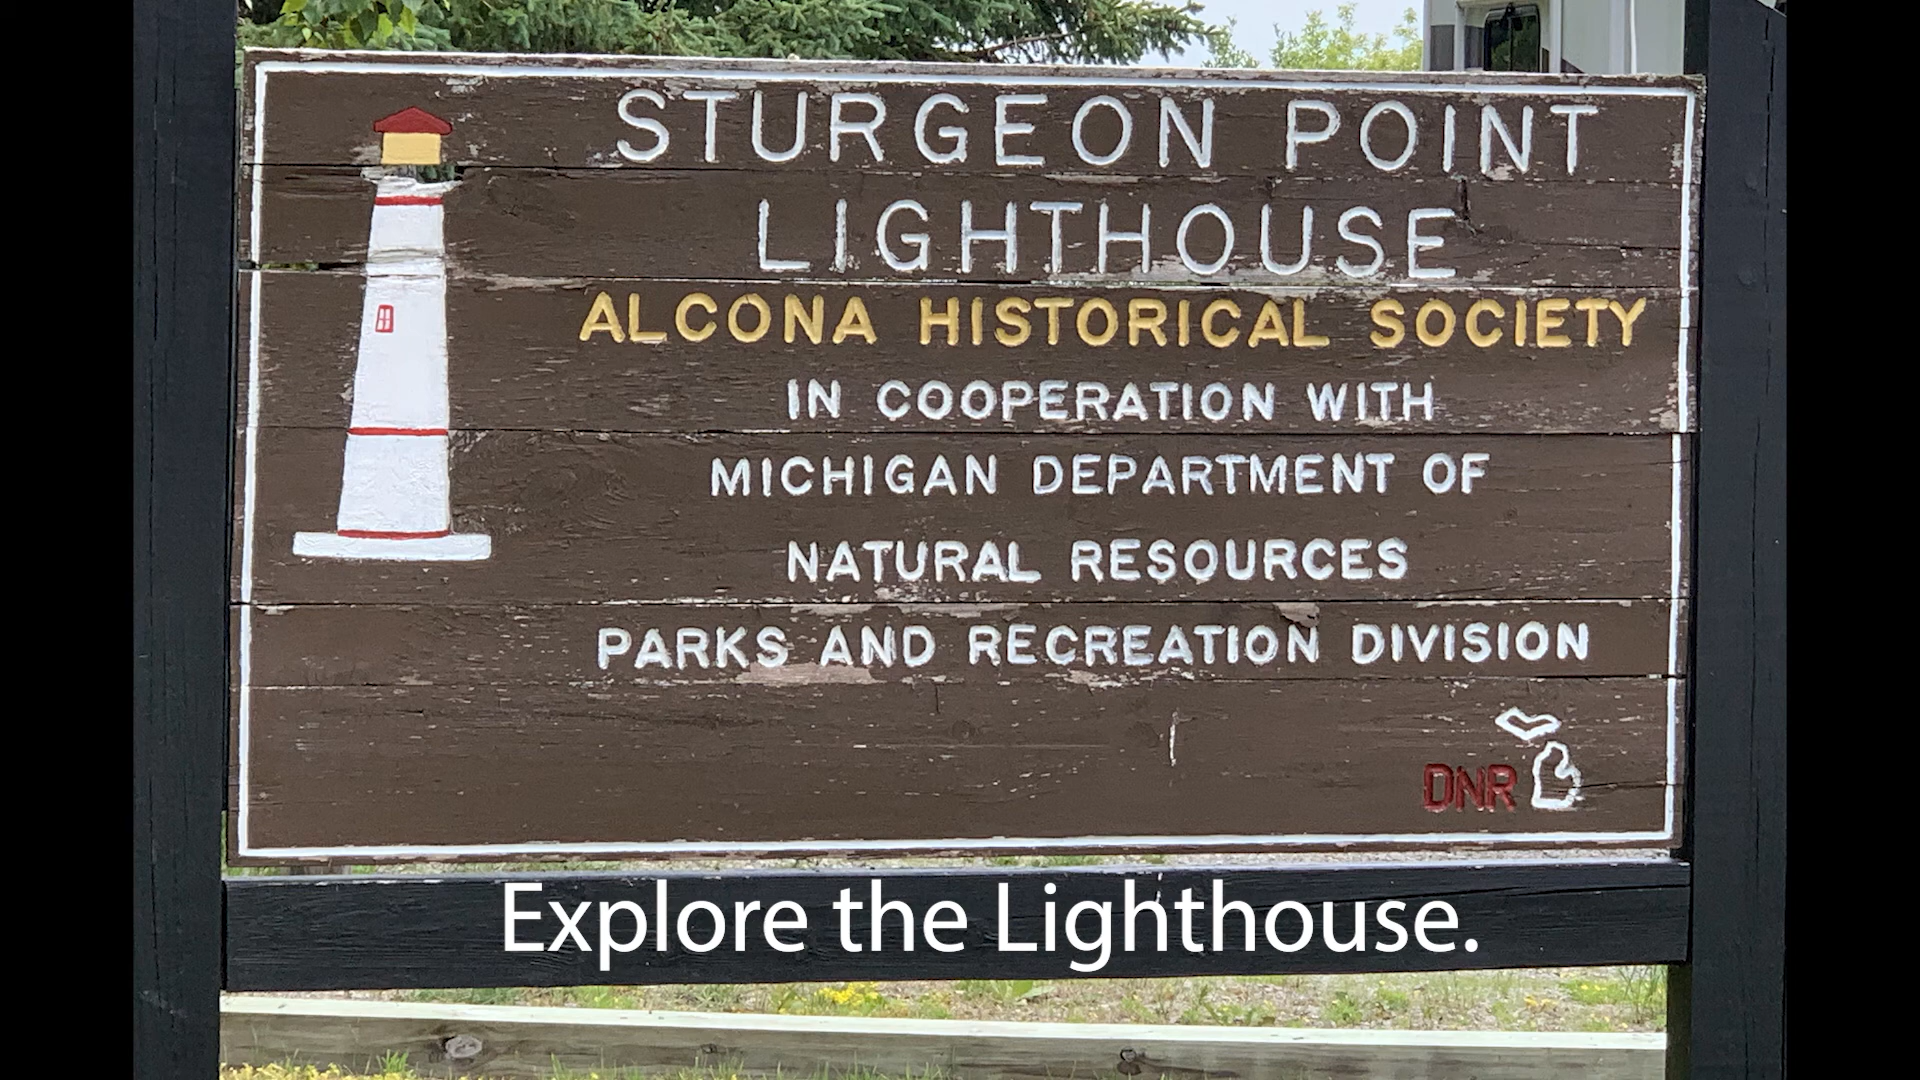 STURGEON POINT
LIGHTHOUSE
ALCONA HISTORICAL SOCIETY
IN COOPERATION WITH
MICHIGAN DEPARTMENT OF
NATURAL RESOURCES
PARKS AND RECREATION DIVISION
DNR
Explore the Lighthouse.